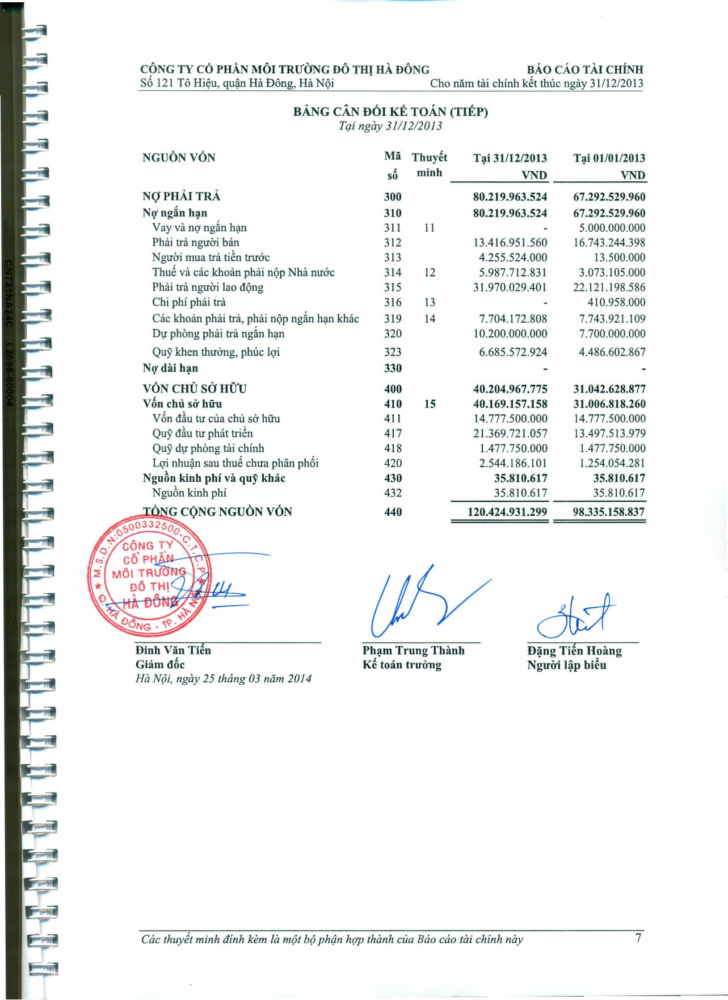 CÔNG TY CỔ PHẦN MÔI TRƯỜNG ĐÔ THỊ HÀ ĐÔNG BÁO CÁO TÀI CHÍNH
Số 121 Tô Hiệu, quận Hà Đông, Hà Nội Cho năm tài chính kết thúc ngày 31/12/2013
BẢNG CÂN ĐỐI KẾ TOÁN (TIẾP)
Tại ngày 31/12/2013
NGUỒN VỐN Mã số Thuyết minh Tại 31/12/2013 VND Tại 01/01/2013 VND
NỢ PHẢI TRẢ 300 80.219.963.524 67.292.529.960
Nợ ngắn hạn 310 80.219.963.524 67.292.529.960
Vay và nợ ngắn hạn 311 11 - 5.000.000.000
Phải trả người bán 312 13.416.951.560 16.743.244.398
Người mua trả tiền trước 313 4.255.524.000 13.500.000
Thuế và các khoản phải nộp Nhà nước 314 12 5.987.712.831 3.073.105.000
Phải trả người lao động 315 31.970.029.401 22.121.198.586
Chi phí phải trả 316 13 - 410.958.000
Các khoản phải trả, phải nộp ngắn hạn khác 319 14 7.704.172.808 7.743.921.109
Dự phòng phải trả ngắn hạn 320 10.200.000.000 7.700.000.000
Quỹ khen thưởng, phúc lợi 323 6.685.572.924 4.486.602.867
Nợ dài hạn 330 - -
VỐN CHỦ SỞ HỮU 400 40.204.967.775 31.042.628.877
Vốn chủ sở hữu 410 15 40.169.157.158 31.006.818.260
Vốn đầu tư của chủ sở hữu 411 14.777.500.000 14.777.500.000
Quỹ đầu tư phát triển 417 21.369.721.057 13.497.513.979
Quỹ dự phòng tài chính 418 1.477.750.000 1.477.750.000
Lợi nhuận sau thuế chưa phân phối 420 2.544.186.101 1.254.054.281
Nguồn kinh phí và quỹ khác 430 35.810.617 35.810.617
Nguồn kinh phí 432 35.810.617 35.810.617
TỔNG CỘNG NGUỒN VỐN 440 120.424.931.299 98.335.158.837
M.S.D.N:0500332500-C.T.C.P
CÔNG TY
CỔ PHẦN
MÔI TRƯỜNG
ĐÔ THỊ
HÀ ĐÔNG
Q. HÀ ĐÔNG - TP. HÀ NỘI
Đinh Văn Tiến Phạm Trung Thành Đặng Tiến Hoàng
Giám đốc Kế toán trưởng Người lập biểu
Hà Nội, ngày 25 tháng 03 năm 2014
Các thuyết minh đính kèm là một bộ phận hợp thành của Báo cáo tài chính này 7
CNT31NA24C L2698-60004